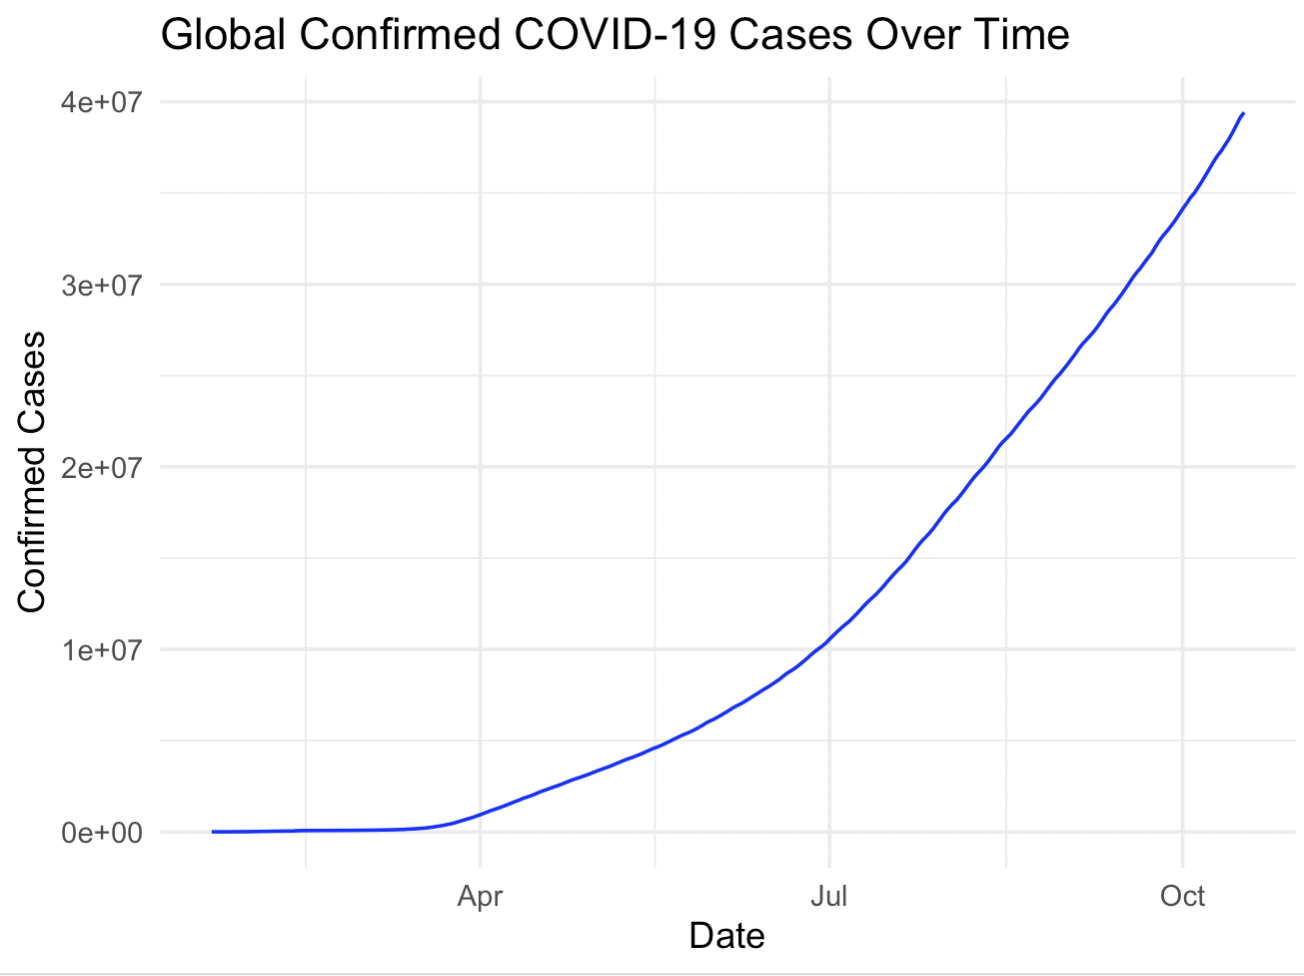 Global Confirmed COVID-19 Cases Over Time
4e+07
3e+07
2e+07
1e+07
0e+00
Confirmed Cases
Apr
Jul
Oct
Date